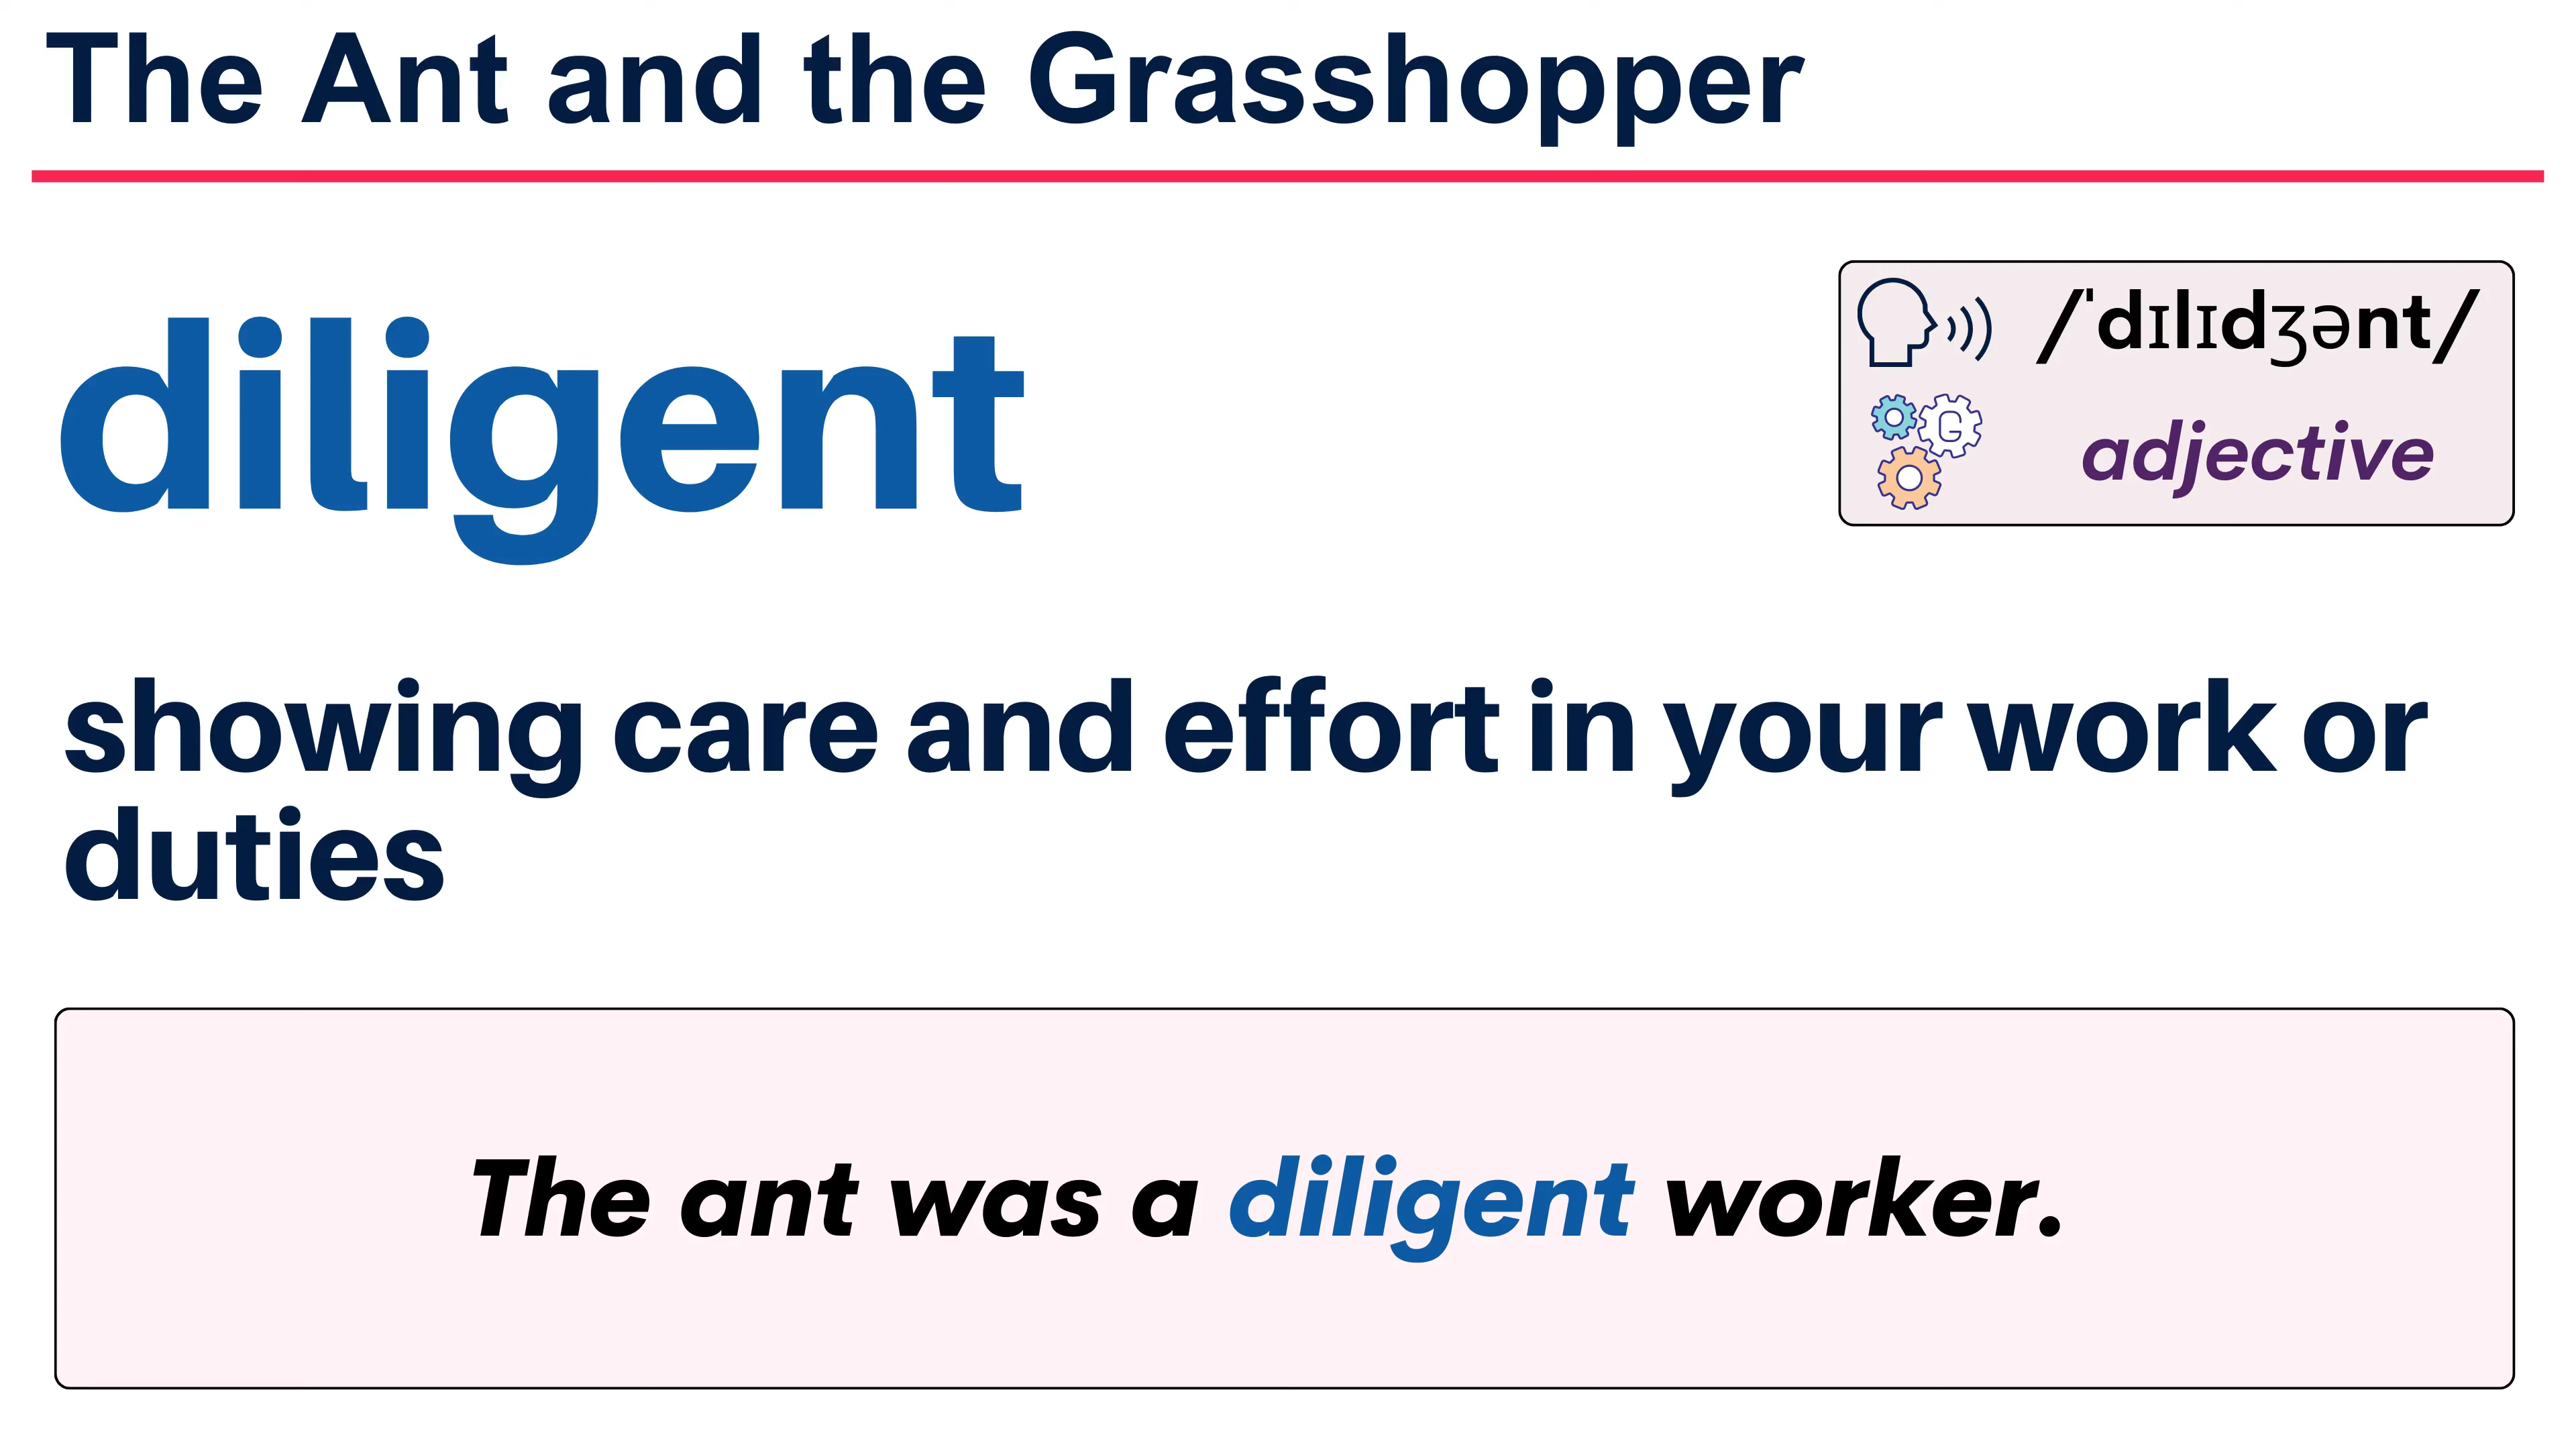 The Ant and the Grasshopper
diligent
/ˈdɪlɪdʒənt/
G
adjective
showing care and effort in your work or
duties
The ant was a diligent worker.